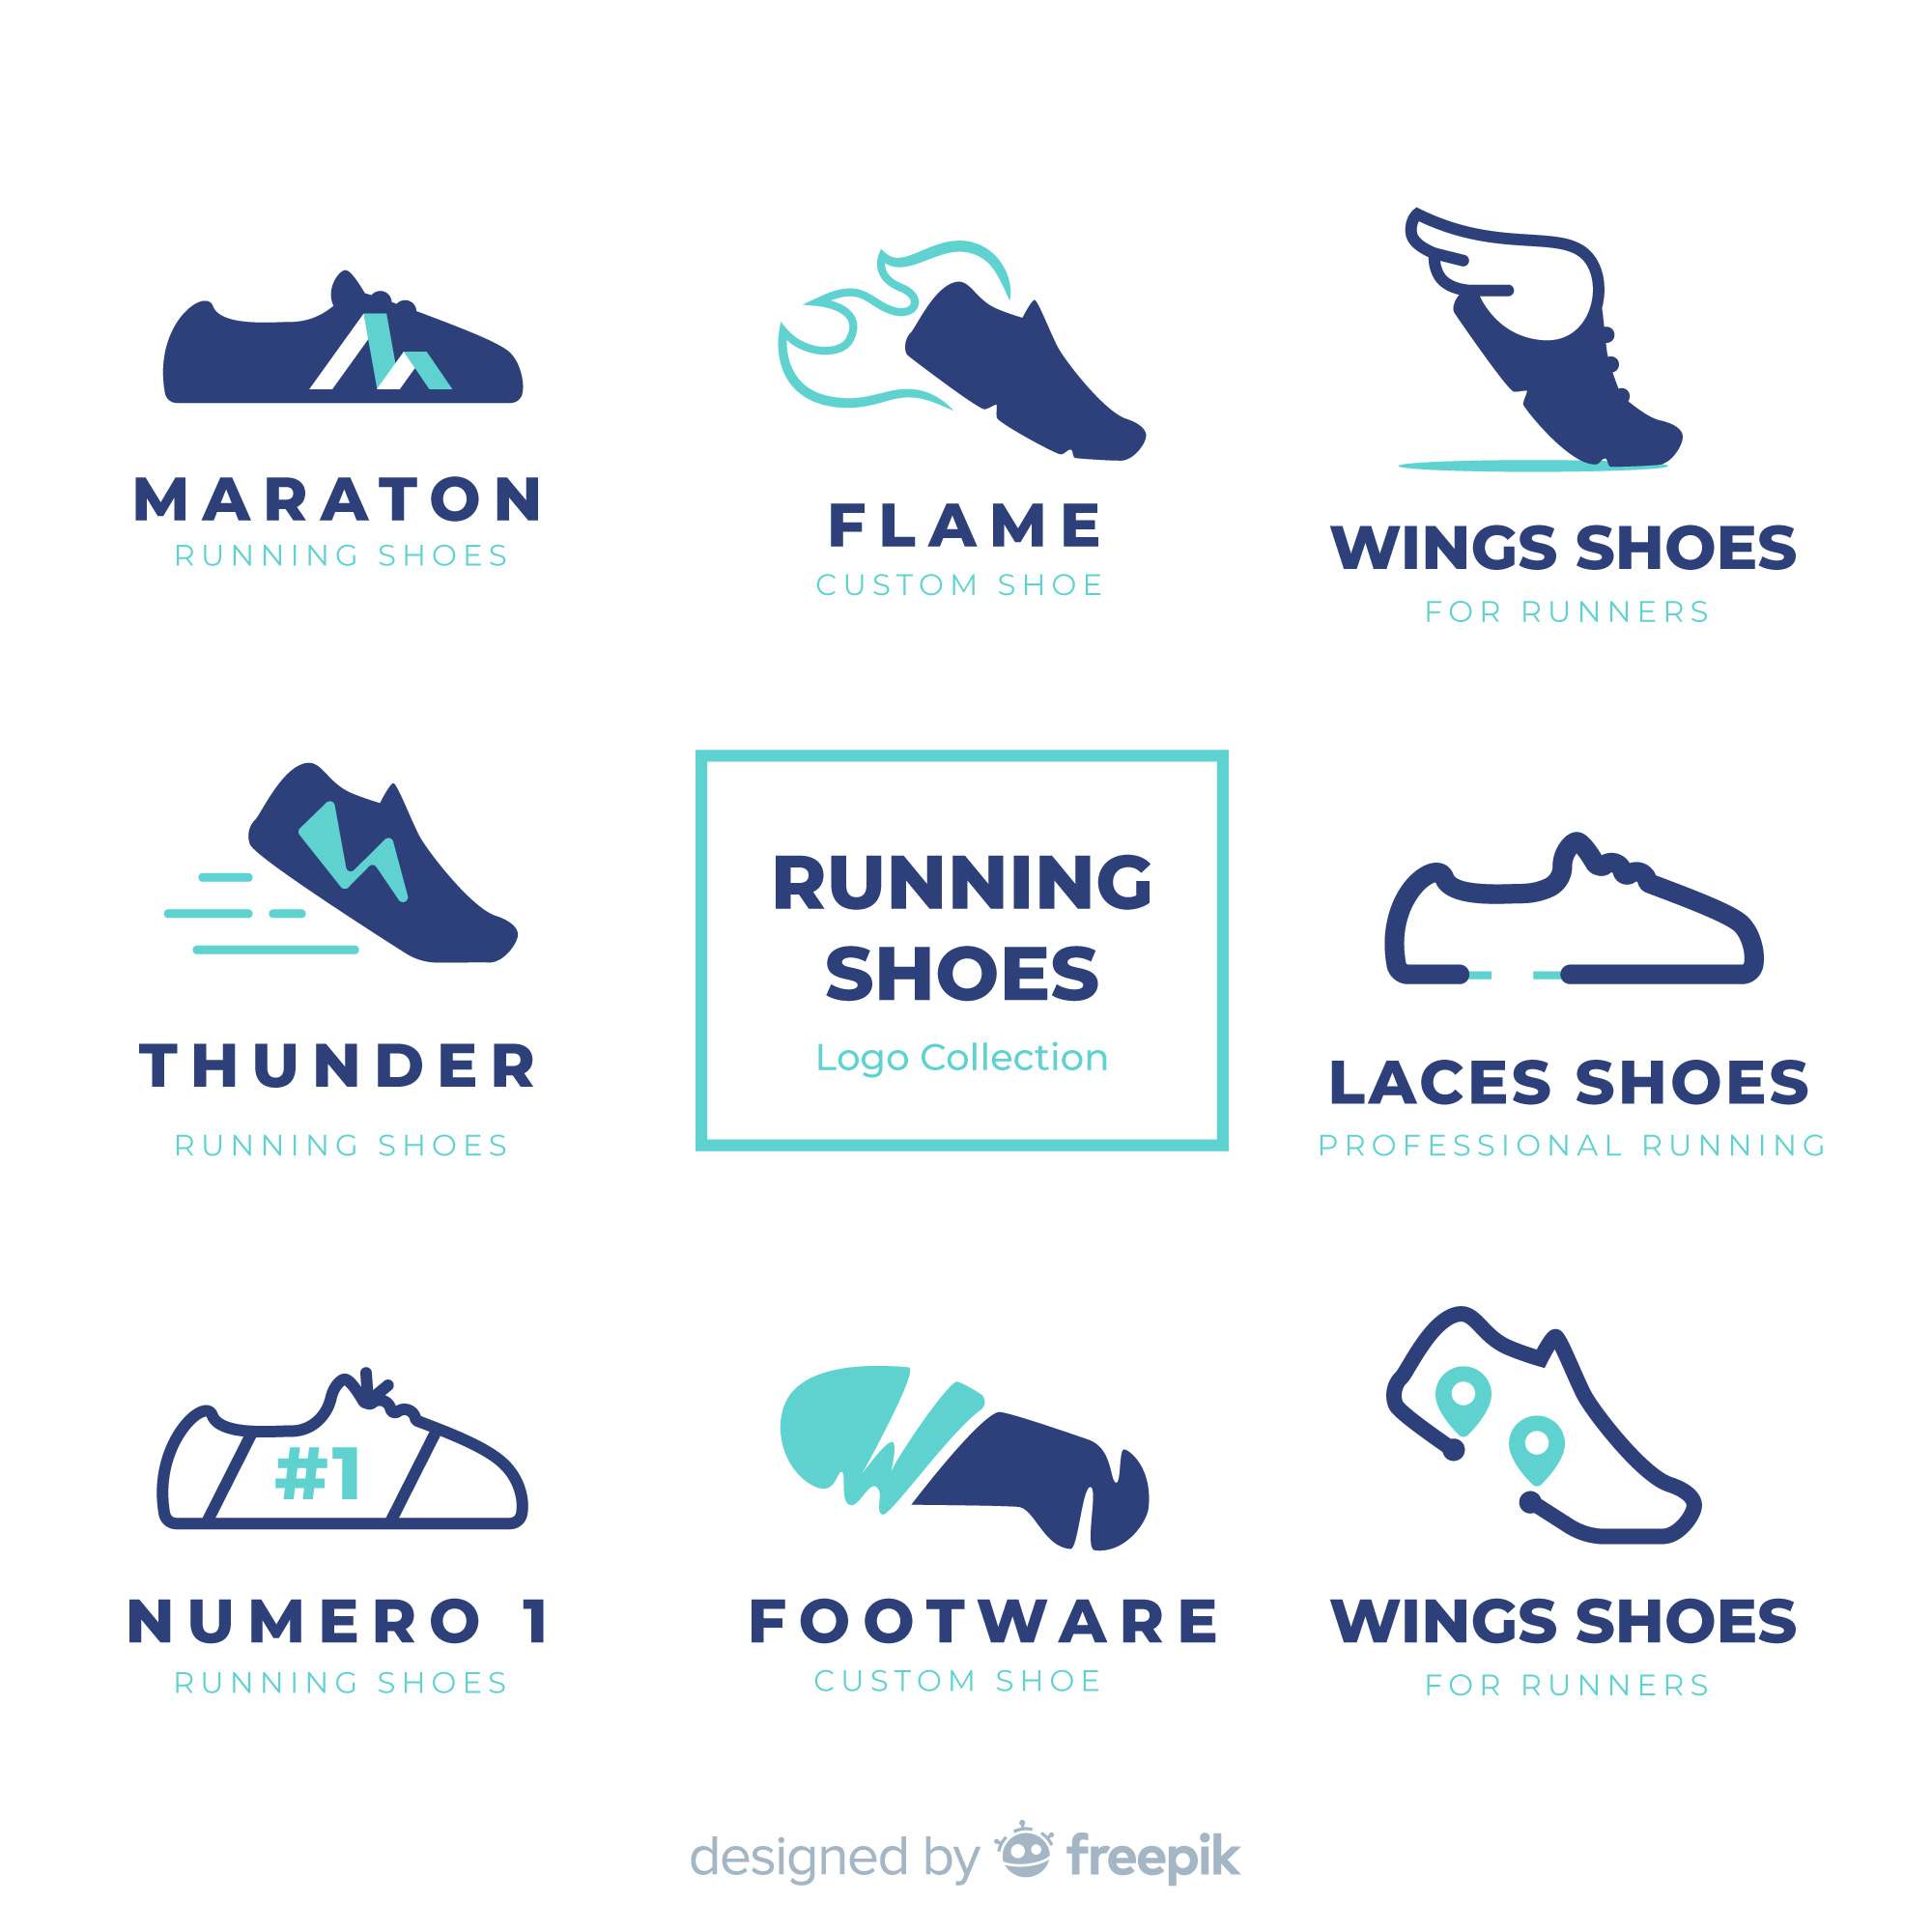 MARATON
RUNNING SHOES
FLAME
CUSTOM SHOE
WINGS SHOES
FOR RUNNERS
THUNDER
RUNNING SHOES
RUNNING
SHOES
Logo Collection
LACES SHOES
PROFESSIONAL RUNNING
#1
NUMERO 1
RUNNING SHOES
FOOTWARE
CUSTOM SHOE
WINGS SHOES
FOR RUNNERS
designed by freepik